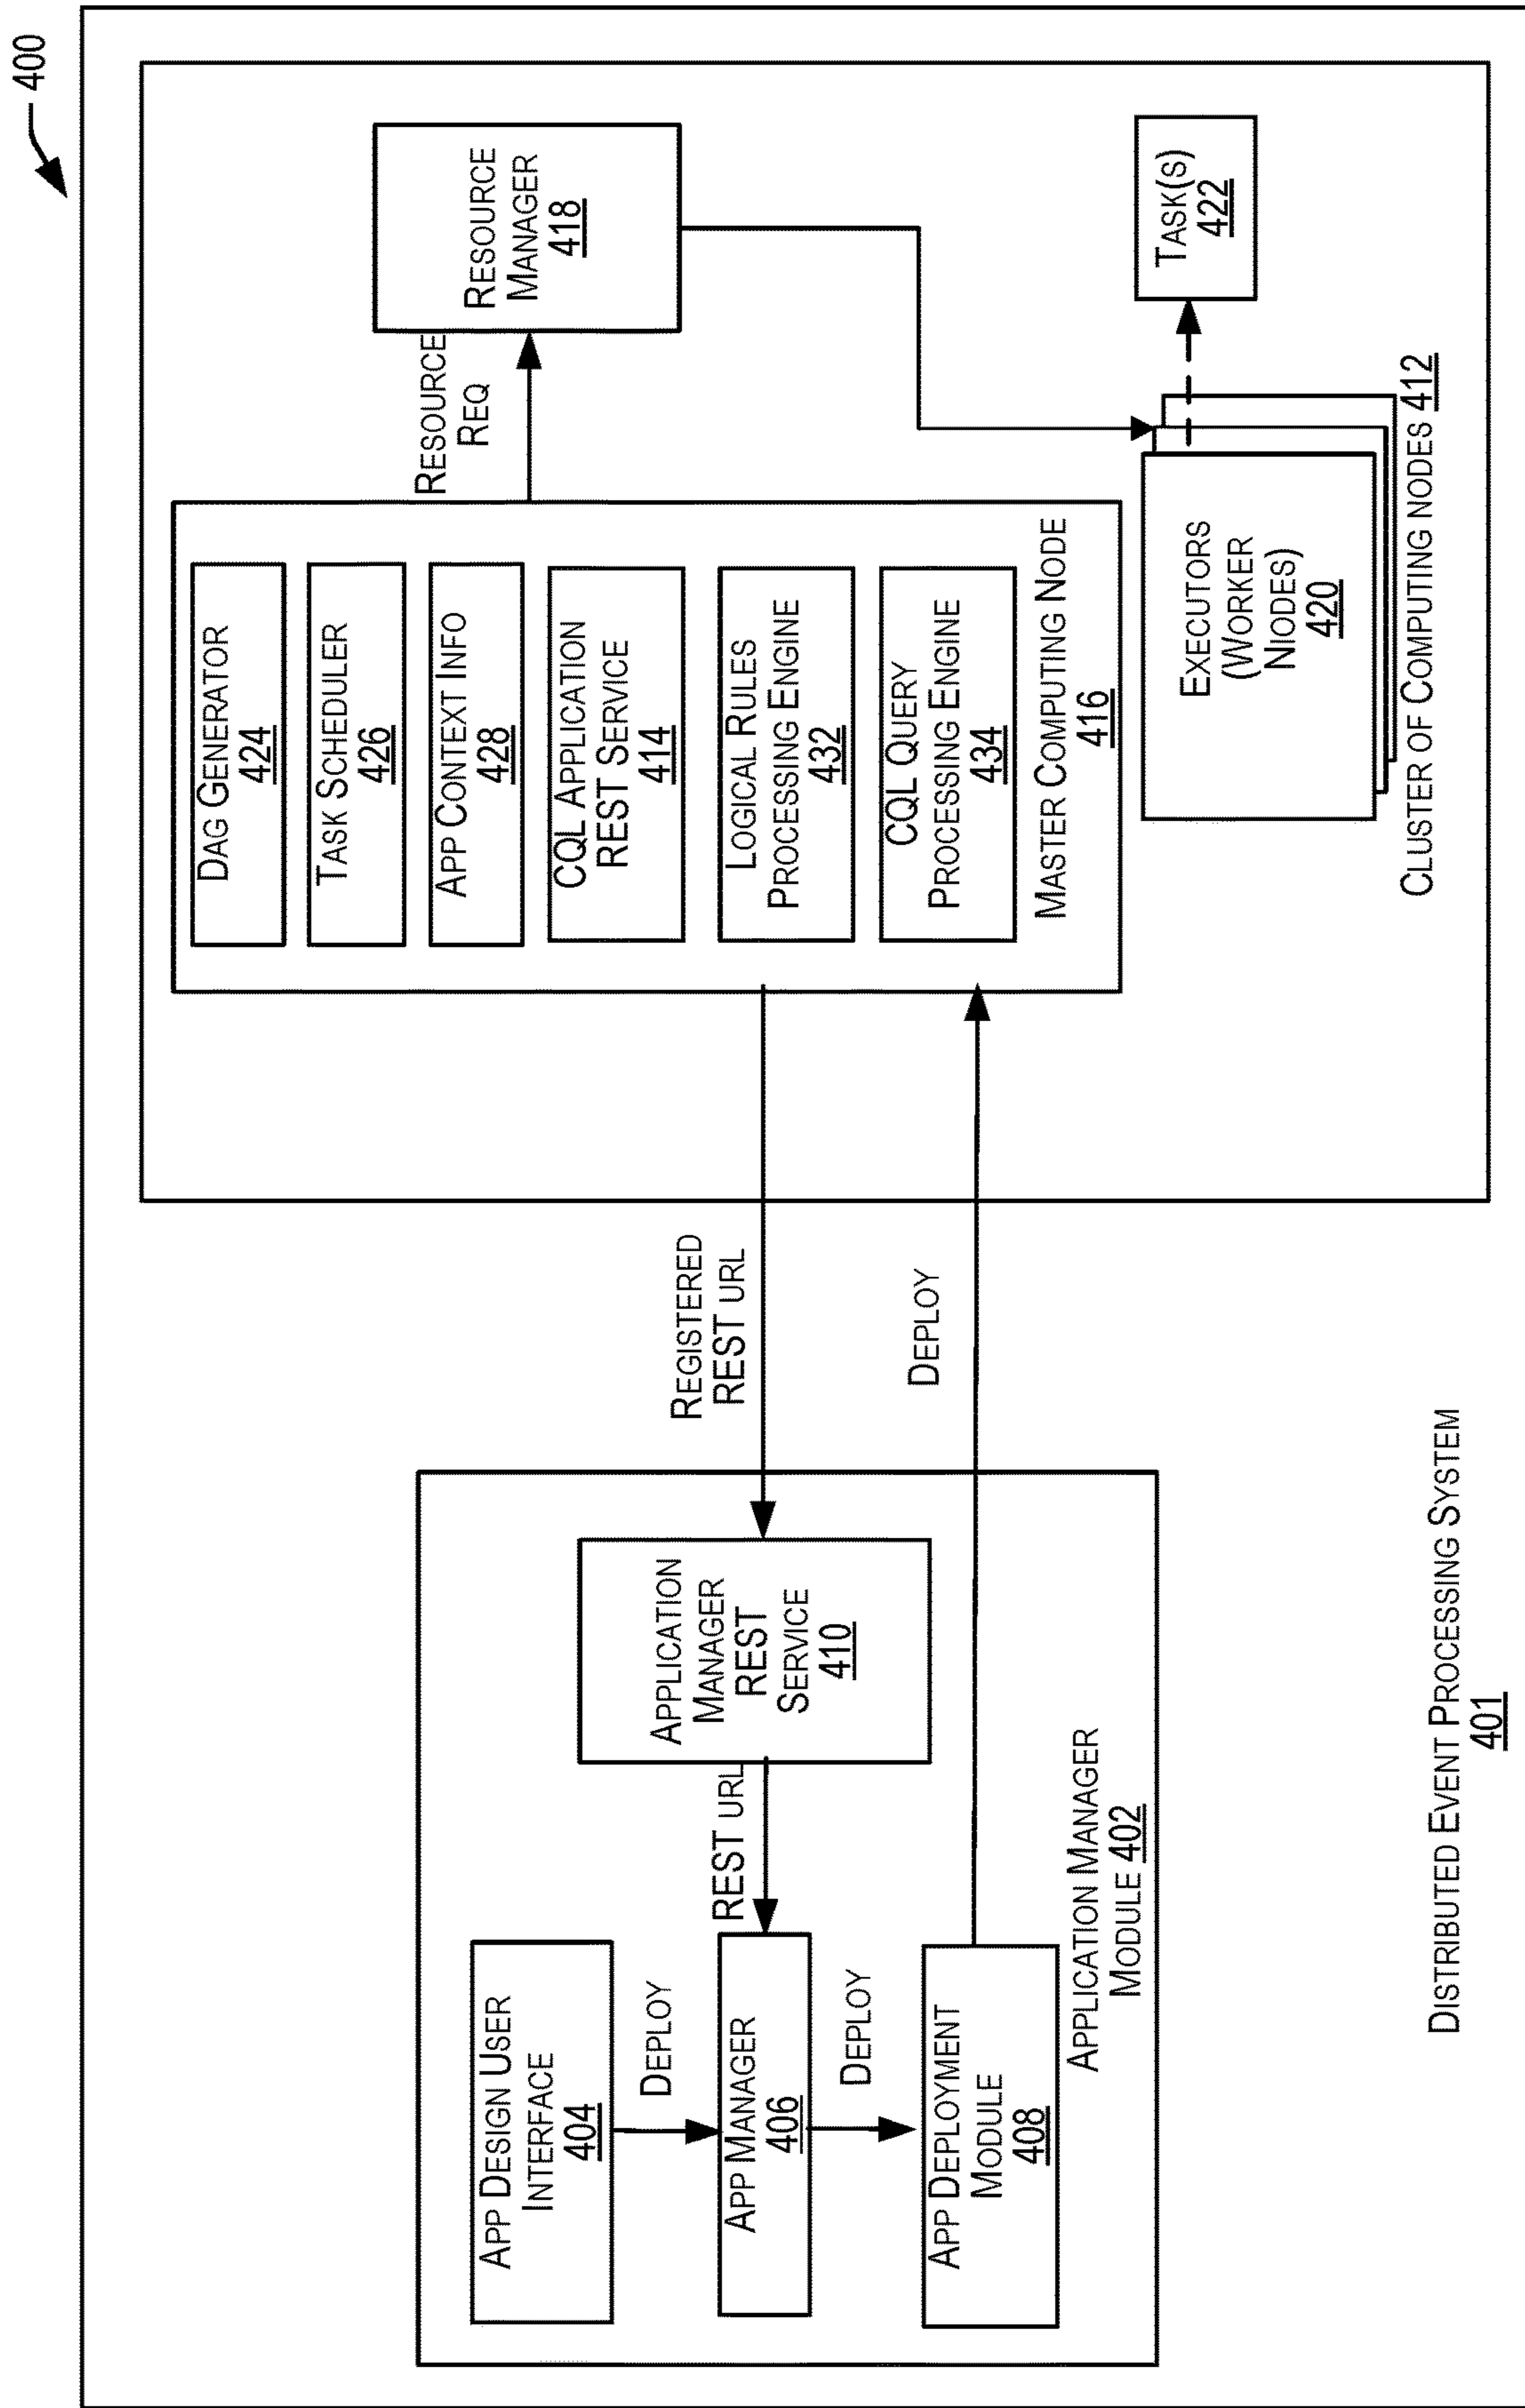 400
APP DESIGN USER
INTERFACE
404
DEPLOY
APP MANAGER
406
DEPLOY
APP DEPLOYMENT
MODULE
408
REST URL
APPLICATION
MANAGER
REST
SERVICE
410
APPLICATION MANAGER
MODULE 402
REGISTERED
REST URL
DEPLOY
DAG GENERATOR
424
TASK SCHEDULER
426
APP CONTEXT INFO
428
CQL APPLICATION
REST SERVICE
414
LOGICAL RULES
PROCESSING ENGINE
432
CQL QUERY
PROCESSING ENGINE
434
MASTER COMPUTING NODE
416
RESOURCE
REQ
RESOURCE
MANAGER
418
EXECUTORS
(WORKER
NIODES)
420
TASK(S)
422
CLUSTER OF COMPUTING NODES 412
DISTRIBUTED EVENT PROCESSING SYSTEM
401